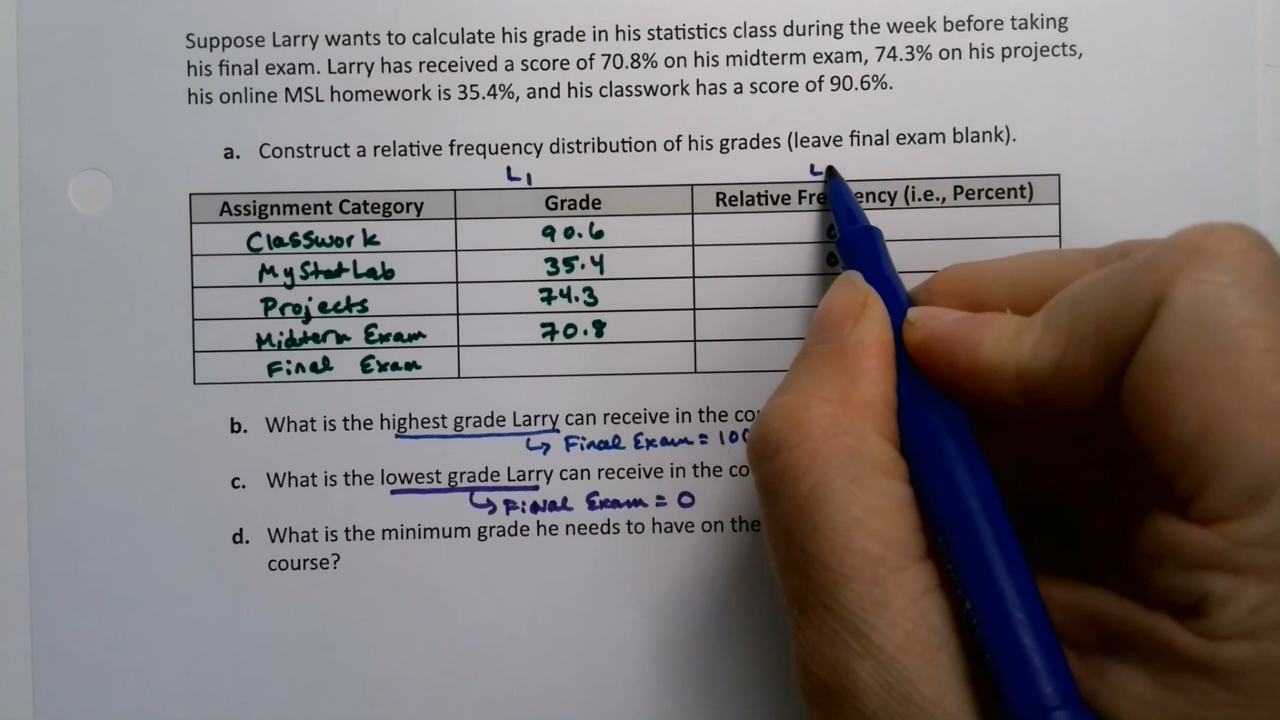 Suppose Larry wants to calculate his grade in his statistics class during the week before taking
his final exam. Larry has received a score of 70.8% on his midterm exam, 74.3% on his projects,
his online MSL homework is 35.4%, and his classwork has a score of 90.6%.
a. Construct a relative frequency distribution of his grades (leave final exam blank).
L1 L
Assignment Category Grade Relative Fre ency (i.e., Percent)
Classwork 90.6
MyStatLab 35.4
Projects 74.3
Midterm Exam 70.8
Final Exam
b. What is the highest grade Larry can receive in the
↳ Final Exam = 100
c. What is the lowest grade Larry can receive in the
↳ Final Exam = 0
d. What is the minimum grade he needs to have on the
course?